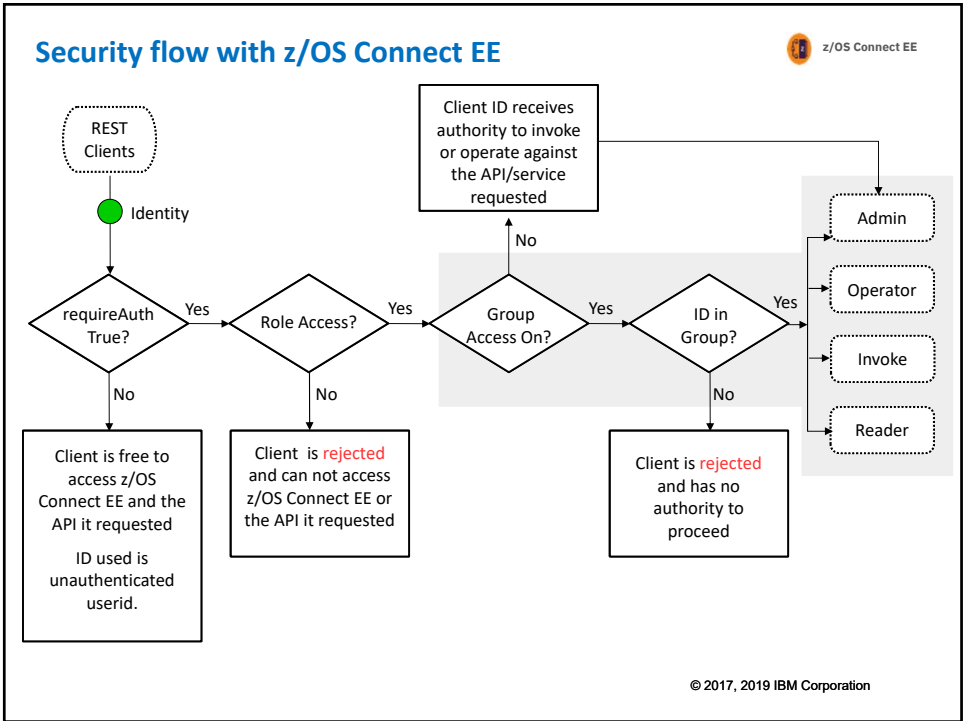 Security flow with z/OS Connect EE
z/OS Connect EE
REST
Clients
Identity
Client ID receives
authority to invoke
or operate against
the API/service
requested
No
requireAuth
True?
Yes
Role Access?
Yes
Group
Access On?
Yes
ID in
Group?
Yes
Admin
Operator
Invoke
Reader
No
Client is free to
access z/OS
Connect EE and the
API it requested
ID used is
unauthenticated
userid.
No
Client is rejected
and can not access
z/OS Connect EE or
the API it requested
No
Client is rejected
and has no
authority to
proceed
© 2017, 2019 IBM Corporation